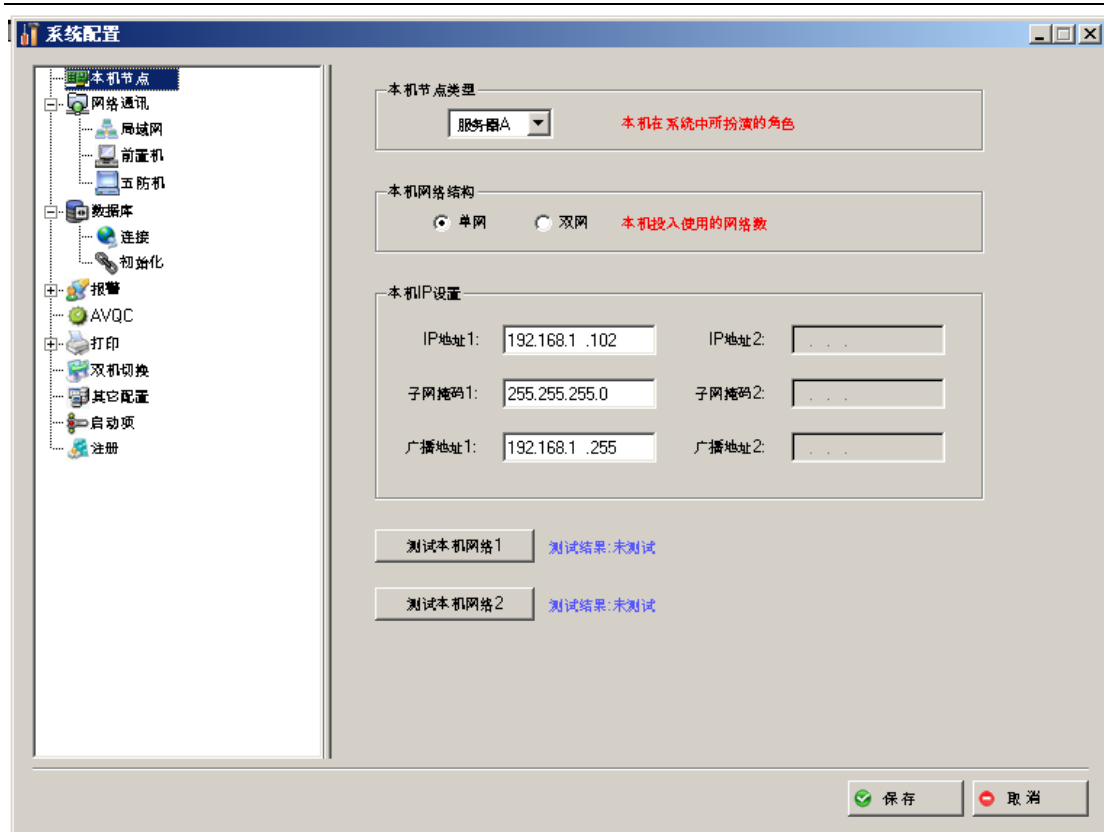 系统配置
本机节点
网络通讯
局域网
前置机
五防机
数据库
连接
初始化
报警
AVQC
打印
双机切换
其它配置
启动项
注册
本机节点类型
服务器A 本机在系统中所扮演的角色
本机网络结构
单网 双网 本机投入使用的网络数
本机IP设置
IP地址1: 192.168.1 .102 IP地址2: . . .
子网掩码1: 255.255.255.0 子网掩码2: . . .
广播地址1: 192.168.1 .255 广播地址2: . . .
测试本机网络1 测试结果:未测试
测试本机网络2 测试结果:未测试
保存 取消